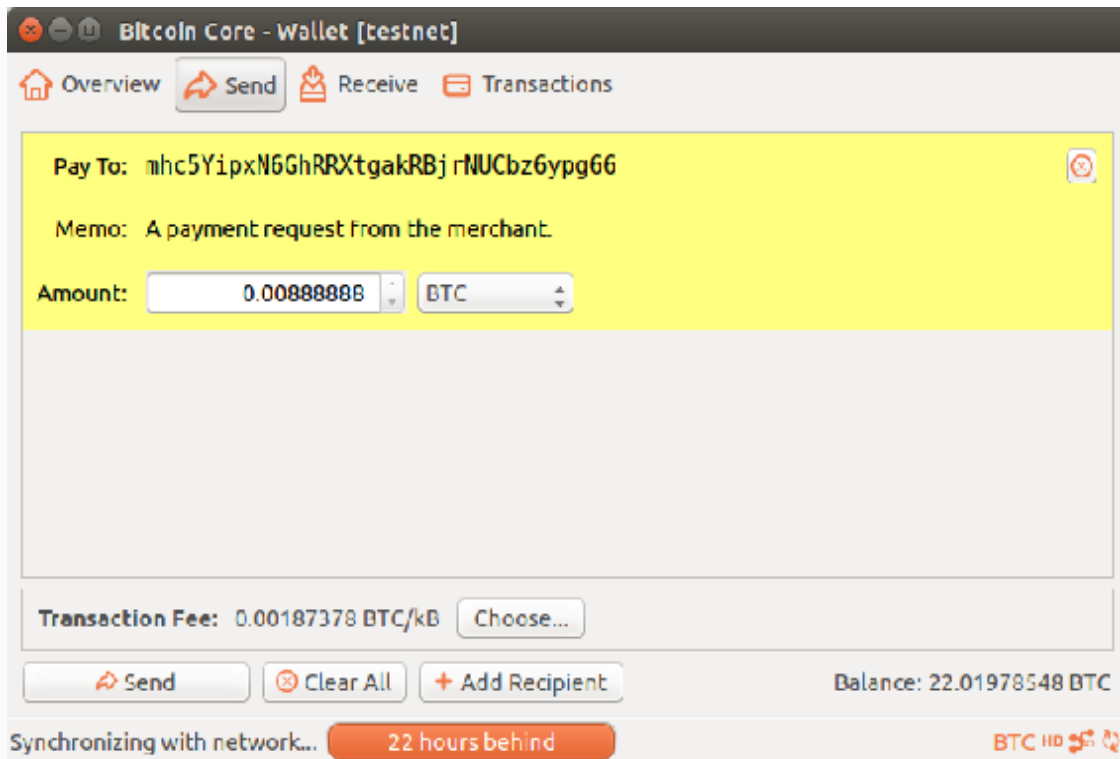 Bitcoin Core - Wallet [testnet]
Overview Send Receive Transactions
Pay To: mhc5YipxN6GhRRXtgakRBjrNUCbz6ypg66
Memo: A payment request from the merchant.
Amount: 0.00888888 BTC
Transaction Fee: 0.00187378 BTC/kB Choose...
Send Clear All + Add Recipient Balance: 22.01978548 BTC
Synchronizing with network... 22 hours behind BTC HD